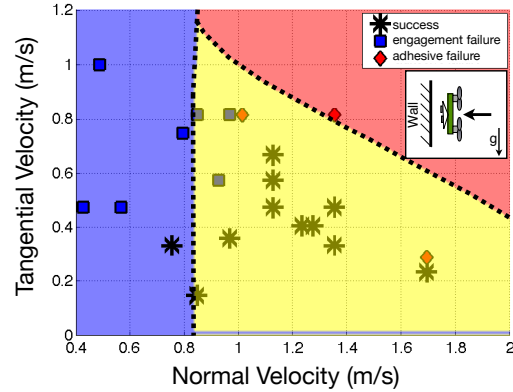 1.2
1
0.8
0.6
0.4
0.2
0
Tangential Velocity (m/s)
success
engagement failure
adhesive failure
Wall
g
0.4 0.6 0.8 1 1.2 1.4 1.6 1.8 2
Normal Velocity (m/s)